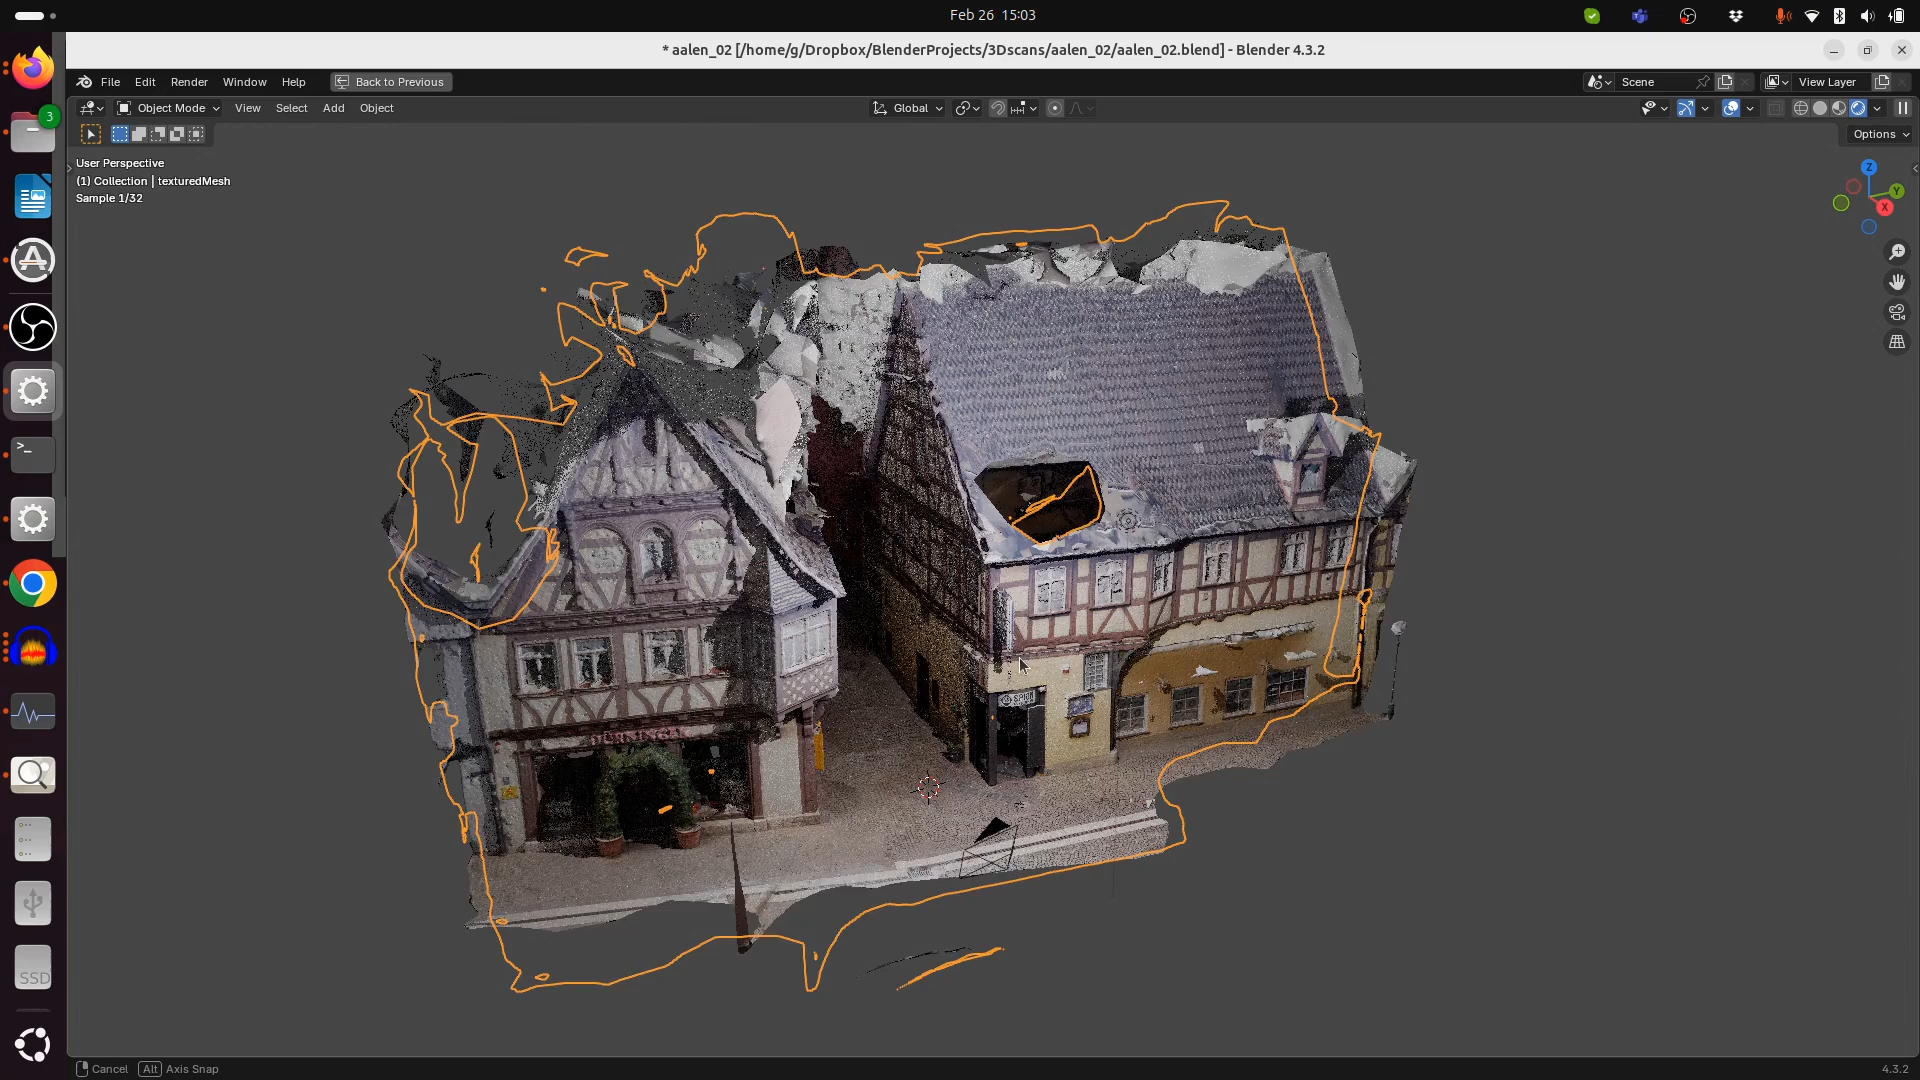 Feb 26 15:03
* aalen_02 [/home/g/Dropbox/BlenderProjects/3Dscans/aalen_02/aalen_02.blend] - Blender 4.3.2
File Edit Render Window Help Back to Previous Scene View Layer
Object Mode View Select Add Object Global
Options
User Perspective
(1) Collection | texturedMesh
Sample 1/32
Z
Y
X
3
>_
SSD
Cancel Alt Axis Snap
4.3.2